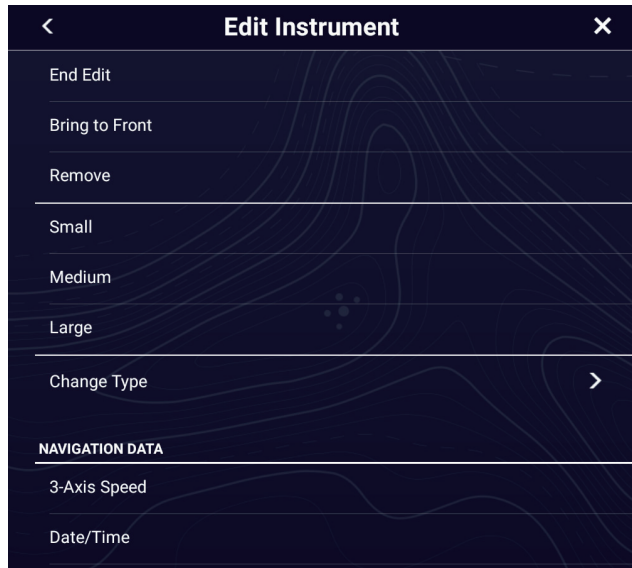 Edit Instrument
End Edit
Bring to Front
Remove
Small
Medium
Large
Change Type
NAVIGATION DATA
3-Axis Speed
Date/Time